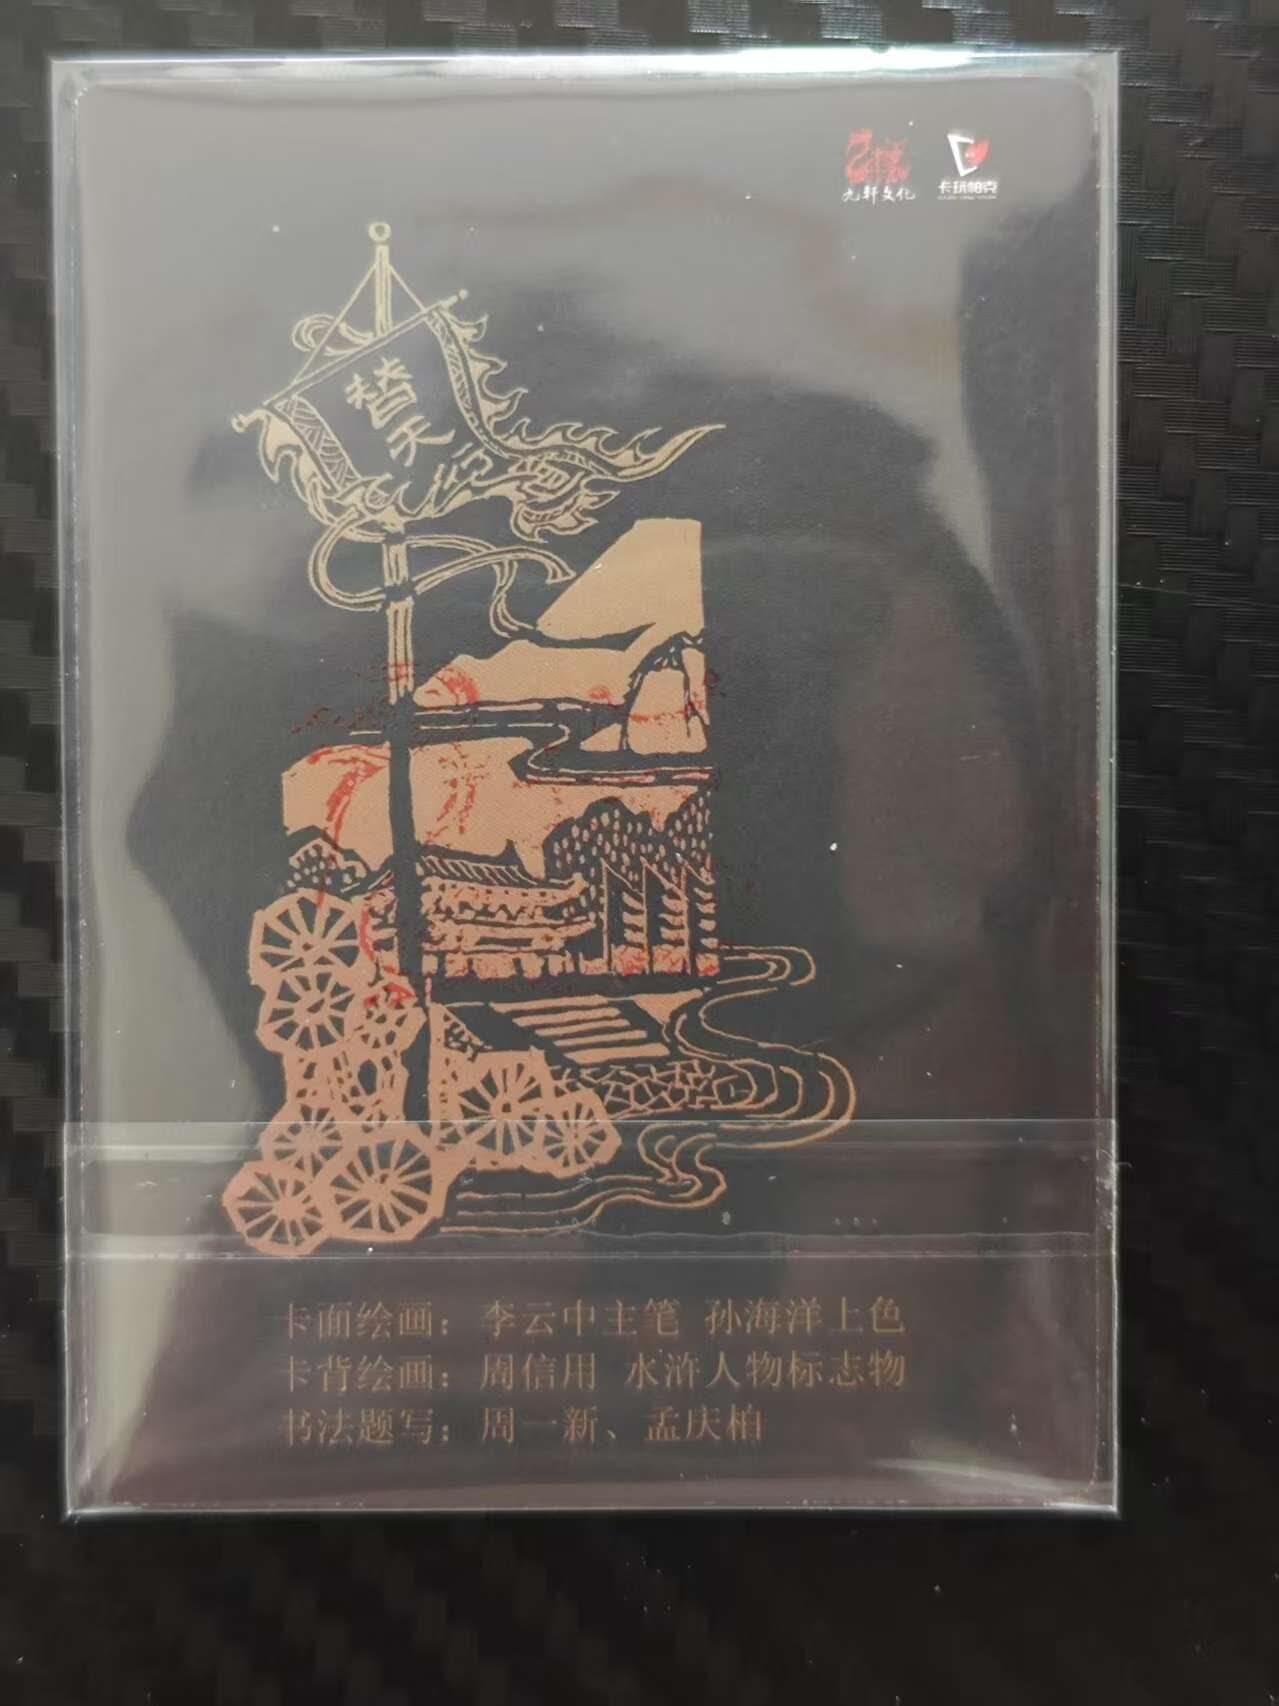 九轩文化
卡玩帕克
替天行道
卡面绘画：李云中主笔 孙海洋上色
卡背绘画：周信用 水浒人物标志物
书法题写：周一新、孟庆柏